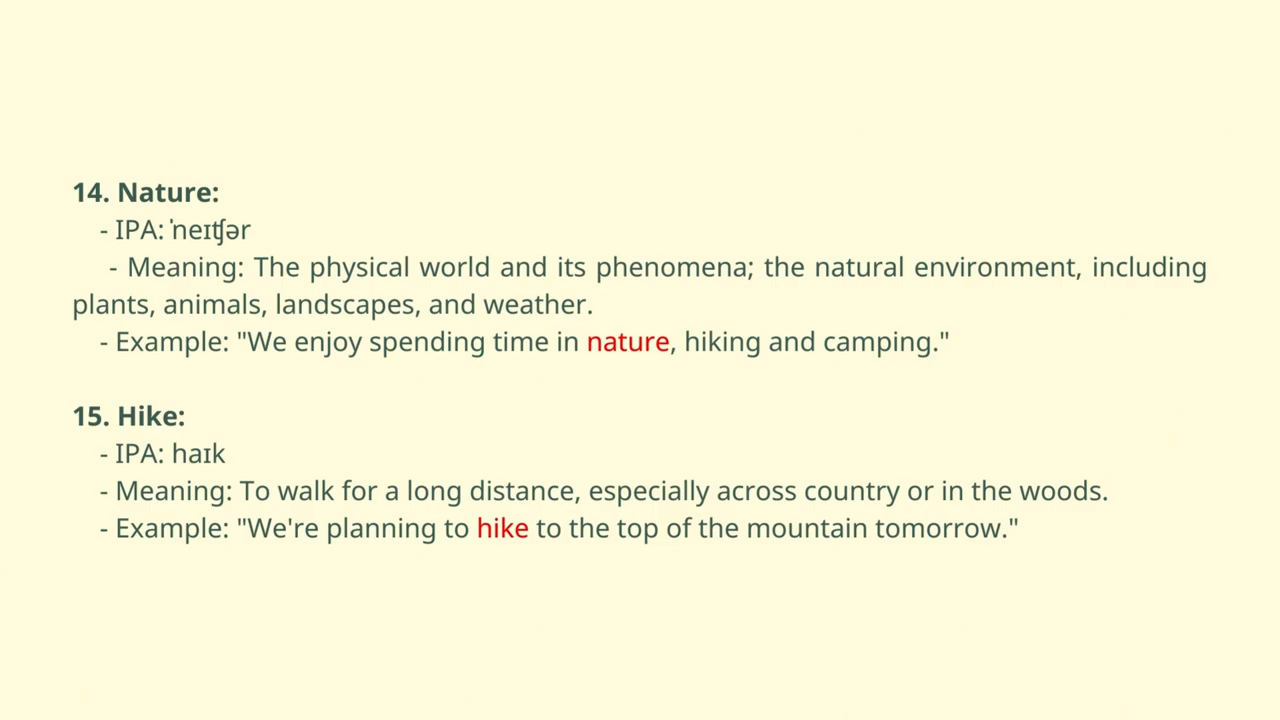 14. Nature:
- IPA: ˈneɪʧər
- Meaning: The physical world and its phenomena; the natural environment, including
plants, animals, landscapes, and weather.
- Example: "We enjoy spending time in nature, hiking and camping."
15. Hike:
- IPA: haɪk
- Meaning: To walk for a long distance, especially across country or in the woods.
- Example: "We're planning to hike to the top of the mountain tomorrow."